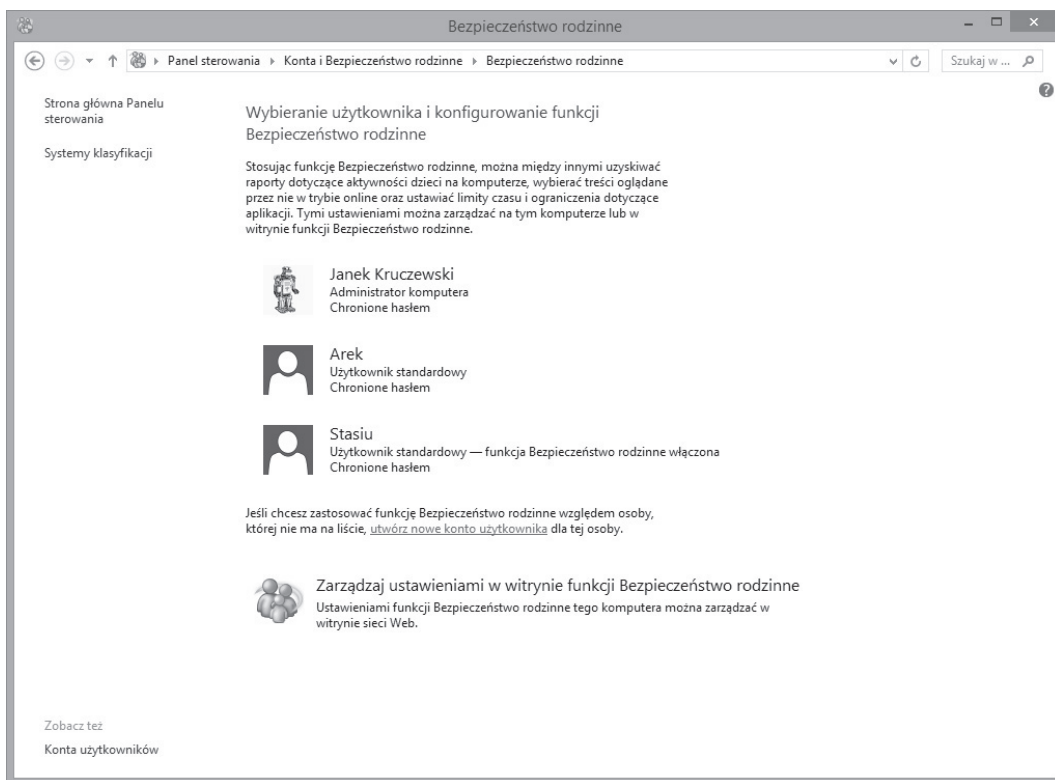 Bezpieczeństwo rodzinne
Panel sterowania
Konta i Bezpieczeństwo rodzinne
Bezpieczeństwo rodzinne
Szukaj w ...
Strona główna Panelu
sterowania
Systemy klasyfikacji
Wybieranie użytkownika i konfigurowanie funkcji
Bezpieczeństwo rodzinne
Stosując funkcję Bezpieczeństwo rodzinne, można między innymi uzyskiwać
raporty dotyczące aktywności dzieci na komputerze, wybierać treści oglądane
przez nie w trybie online oraz ustawiać limity czasu i ograniczenia dotyczące
aplikacji. Tymi ustawieniami można zarządzać na tym komputerze lub w
witrynie funkcji Bezpieczeństwo rodzinne.
Janek Kruczewski
Administrator komputera
Chronione hasłem
Arek
Użytkownik standardowy
Chronione hasłem
Stasiu
Użytkownik standardowy — funkcja Bezpieczeństwo rodzinne włączona
Chronione hasłem
Jeśli chcesz zastosować funkcję Bezpieczeństwo rodzinne względem osoby,
której nie ma na liście, utwórz nowe konto użytkownika dla tej osoby.
Zarządzaj ustawieniami w witrynie funkcji Bezpieczeństwo rodzinne
Ustawieniami funkcji Bezpieczeństwo rodzinne tego komputera można zarządzać w
witrynie sieci Web.
Zobacz też
Konta użytkowników